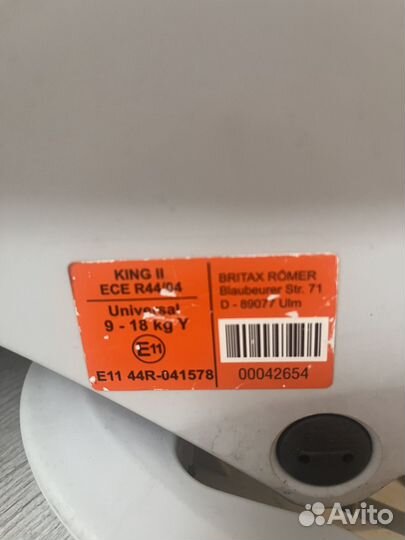 KING II
ECE R44/04
Universal
9 - 18 kg Y
E11
E11 44R-041578
BRITAX RÖMER
Blaubeurer Str. 71
D - 89077 Ulm
00042654
Avito